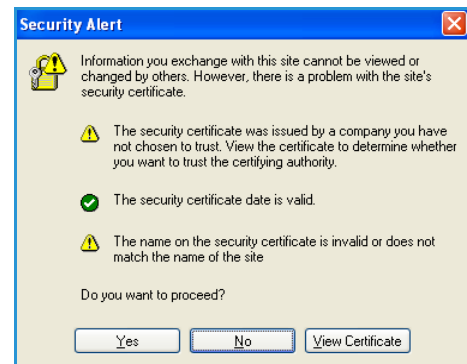 Security Alert
Information you exchange with this site cannot be viewed or
changed by others. However, there is a problem with the site's
security certificate.
The security certificate was issued by a company you have
not chosen to trust. View the certificate to determine whether
you want to trust the certifying authority.
The security certificate date is valid.
The name on the security certificate is invalid or does not
match the name of the site
Do you want to proceed?
Yes No View Certificate